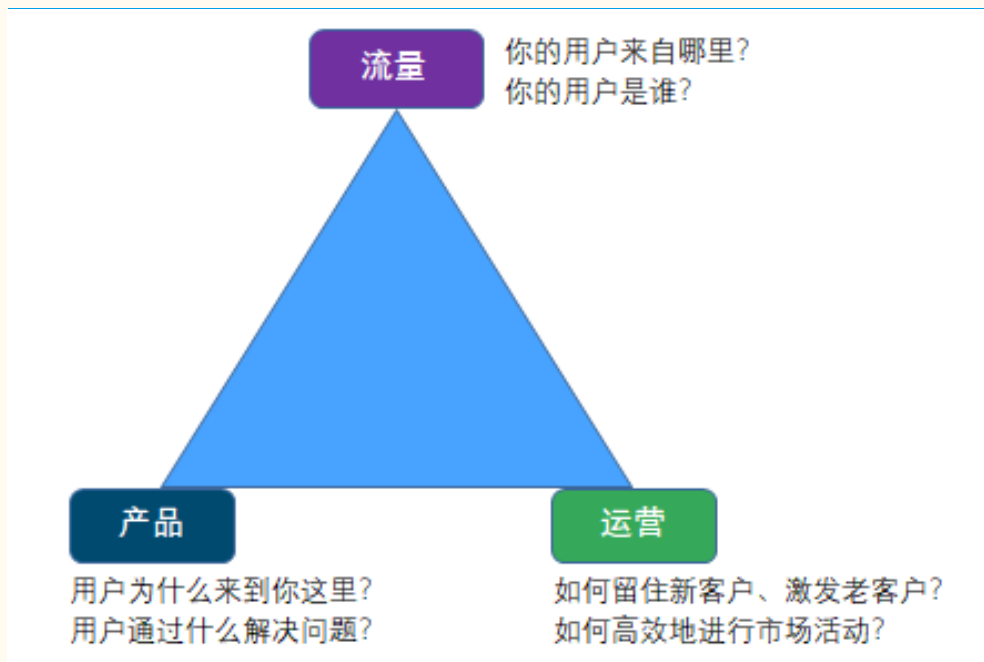 流量
你的用户来自哪里?
你的用户是谁?
产品
用户为什么来到你这里?
用户通过什么解决问题?
运营
如何留住新客户、激发老客户?
如何高效地进行市场活动?